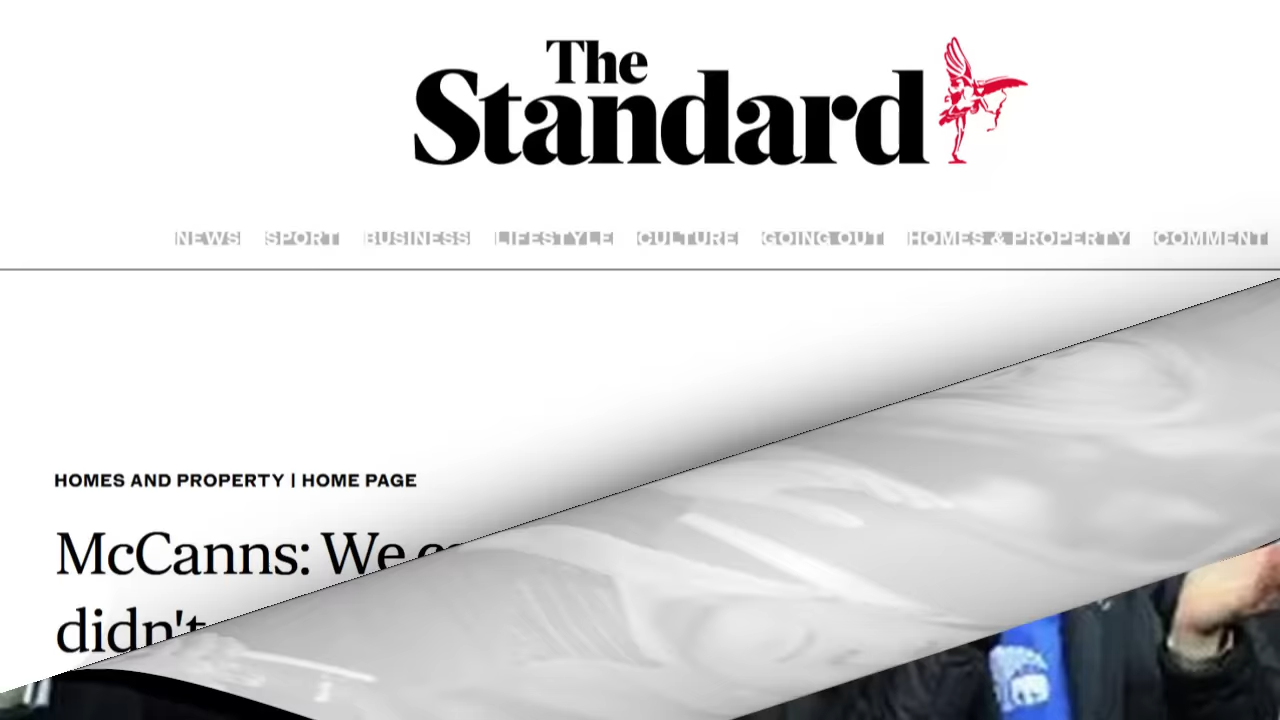 The
Standard
NEWS SPORT BUSINESS LIFESTYLE CULTURE GOING OUT HOMES & PROPERTY COMMENT
HOMES AND PROPERTY | HOME PAGE
McCanns: We
didn't